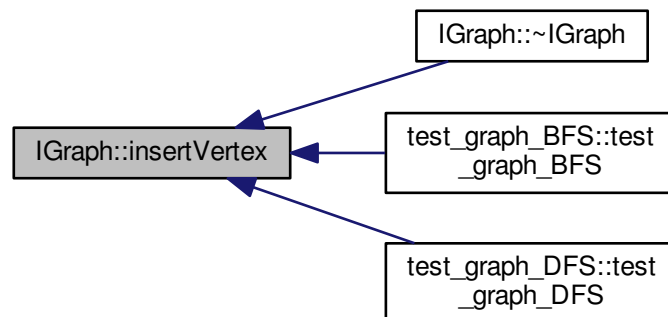 IGraph::~IGraph
IGraph::insertVertex
test_graph_BFS::test
_graph_BFS
test_graph_DFS::test
_graph_DFS